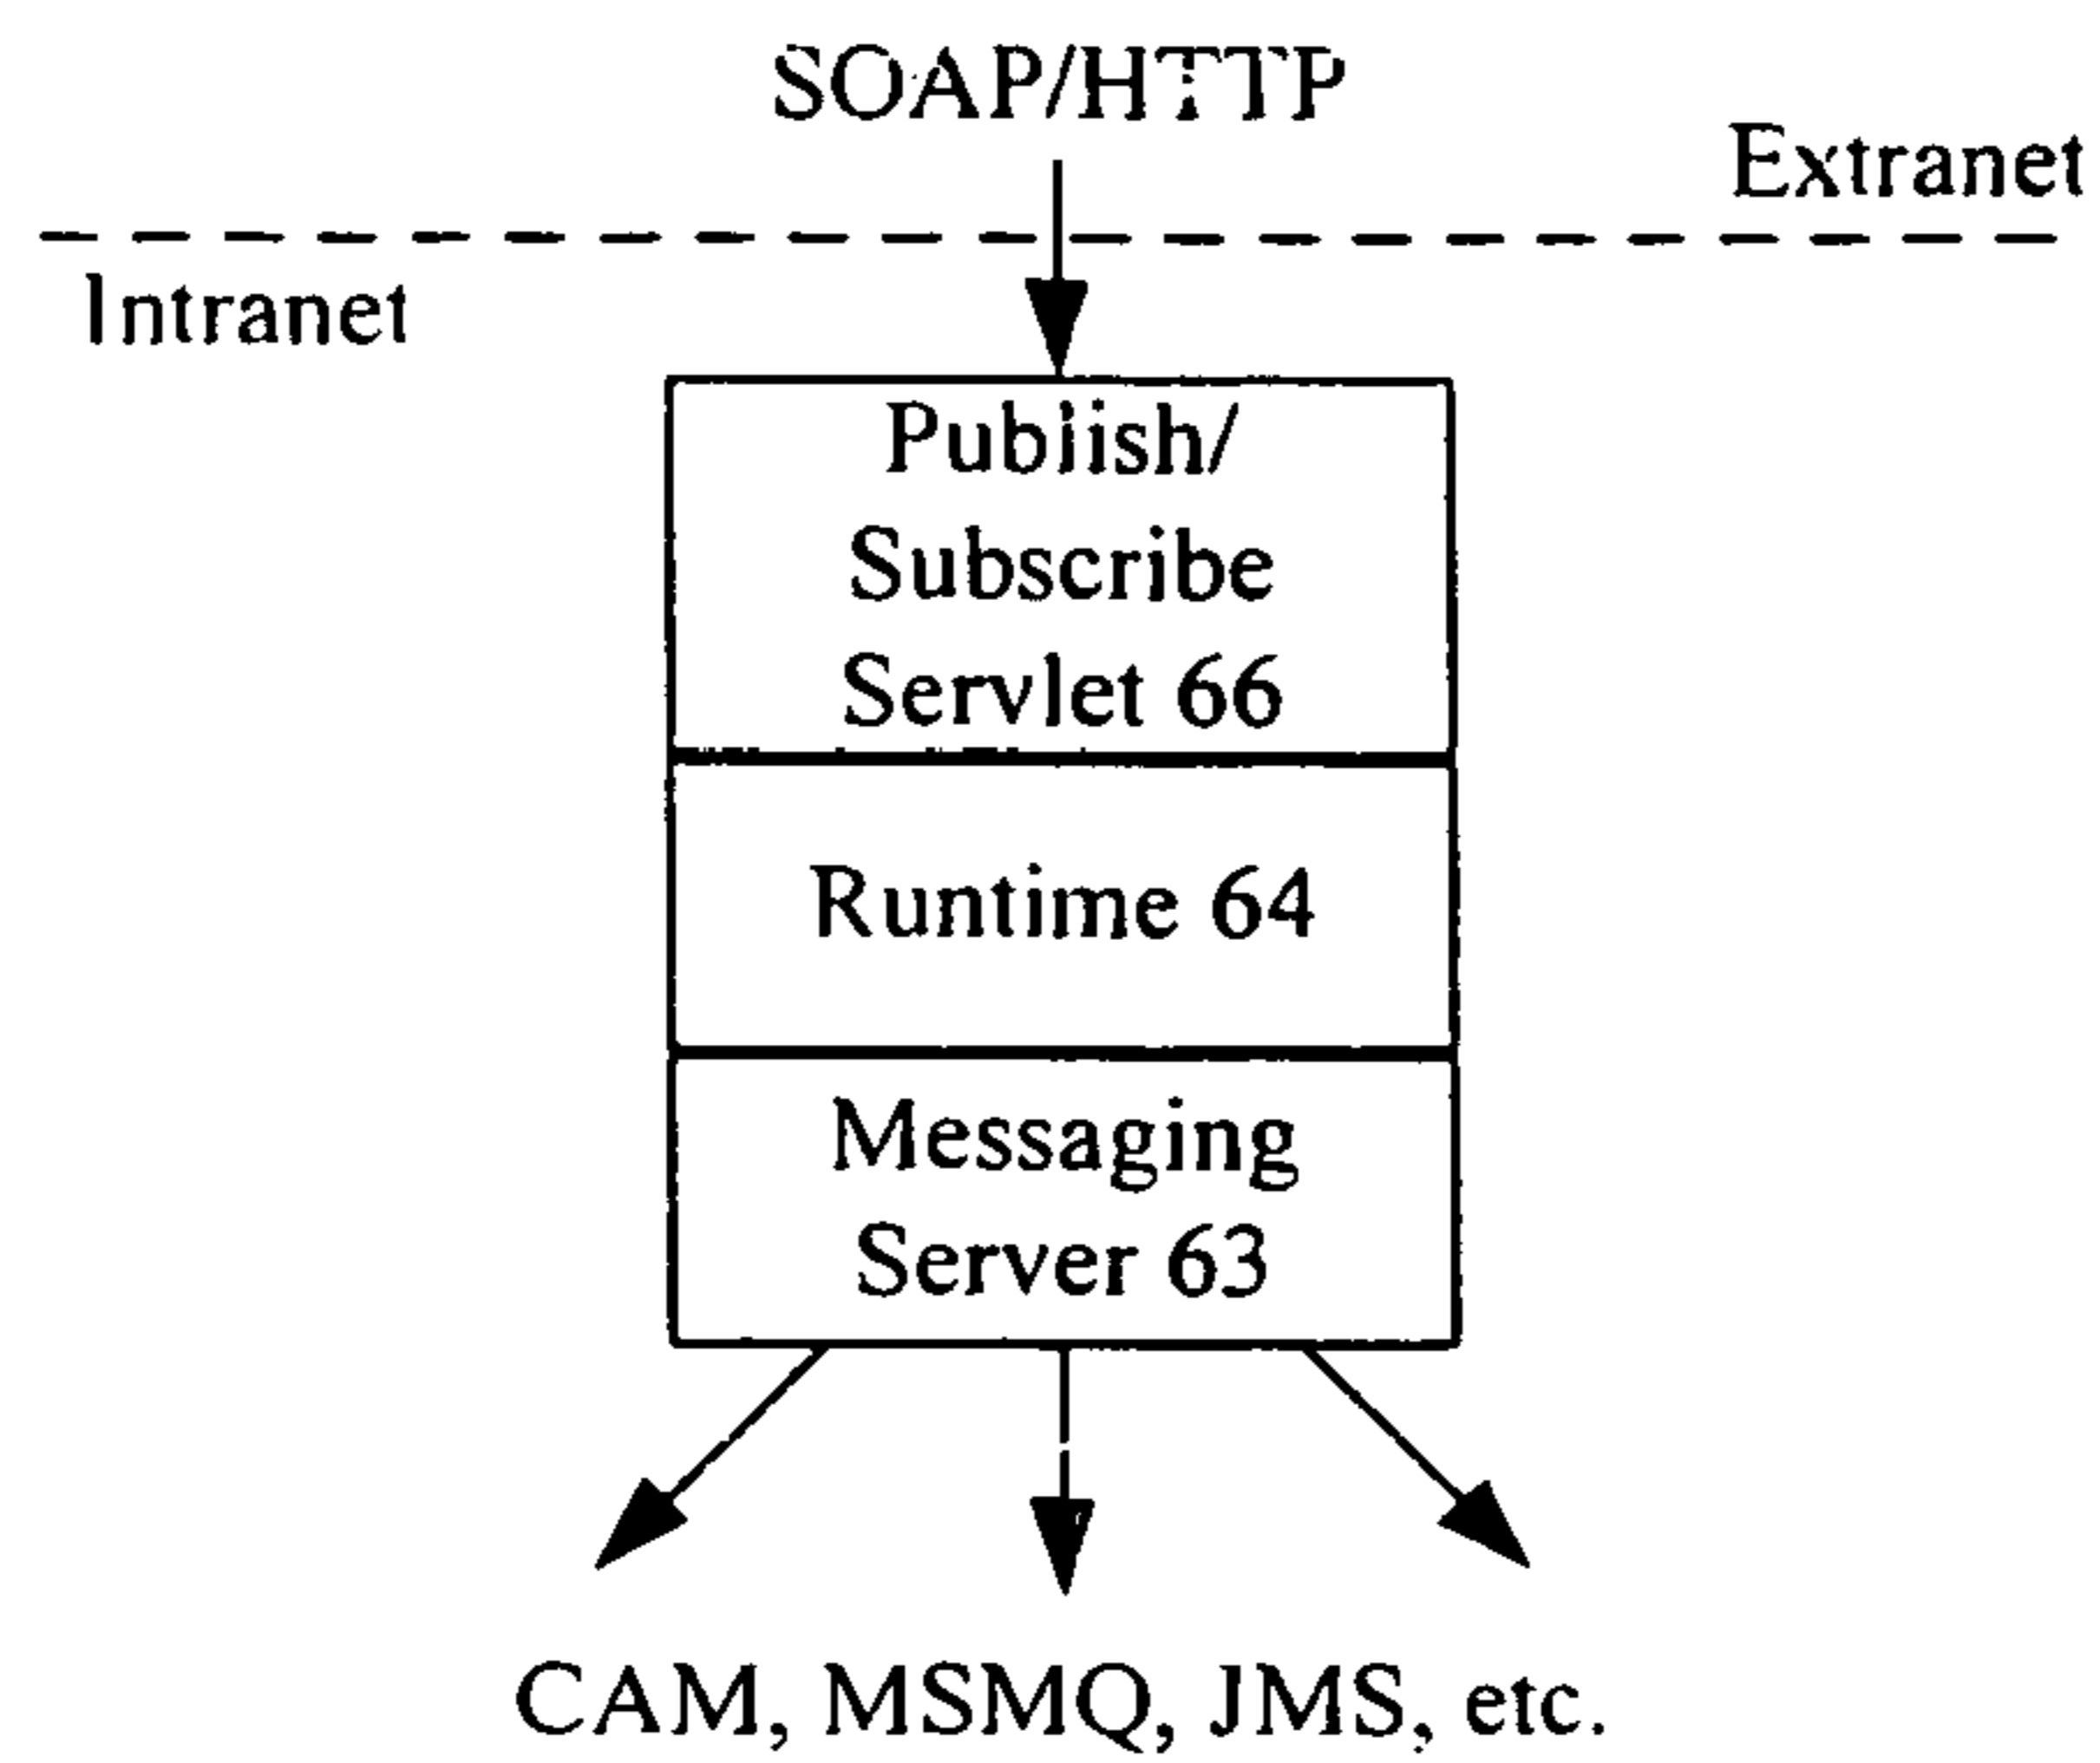 SOAP/HTTP
Extranet
Intranet
Publish/
Subscribe
Servlet 66
Runtime 64
Messaging
Server 63
CAM, MSMQ, JMS, etc.